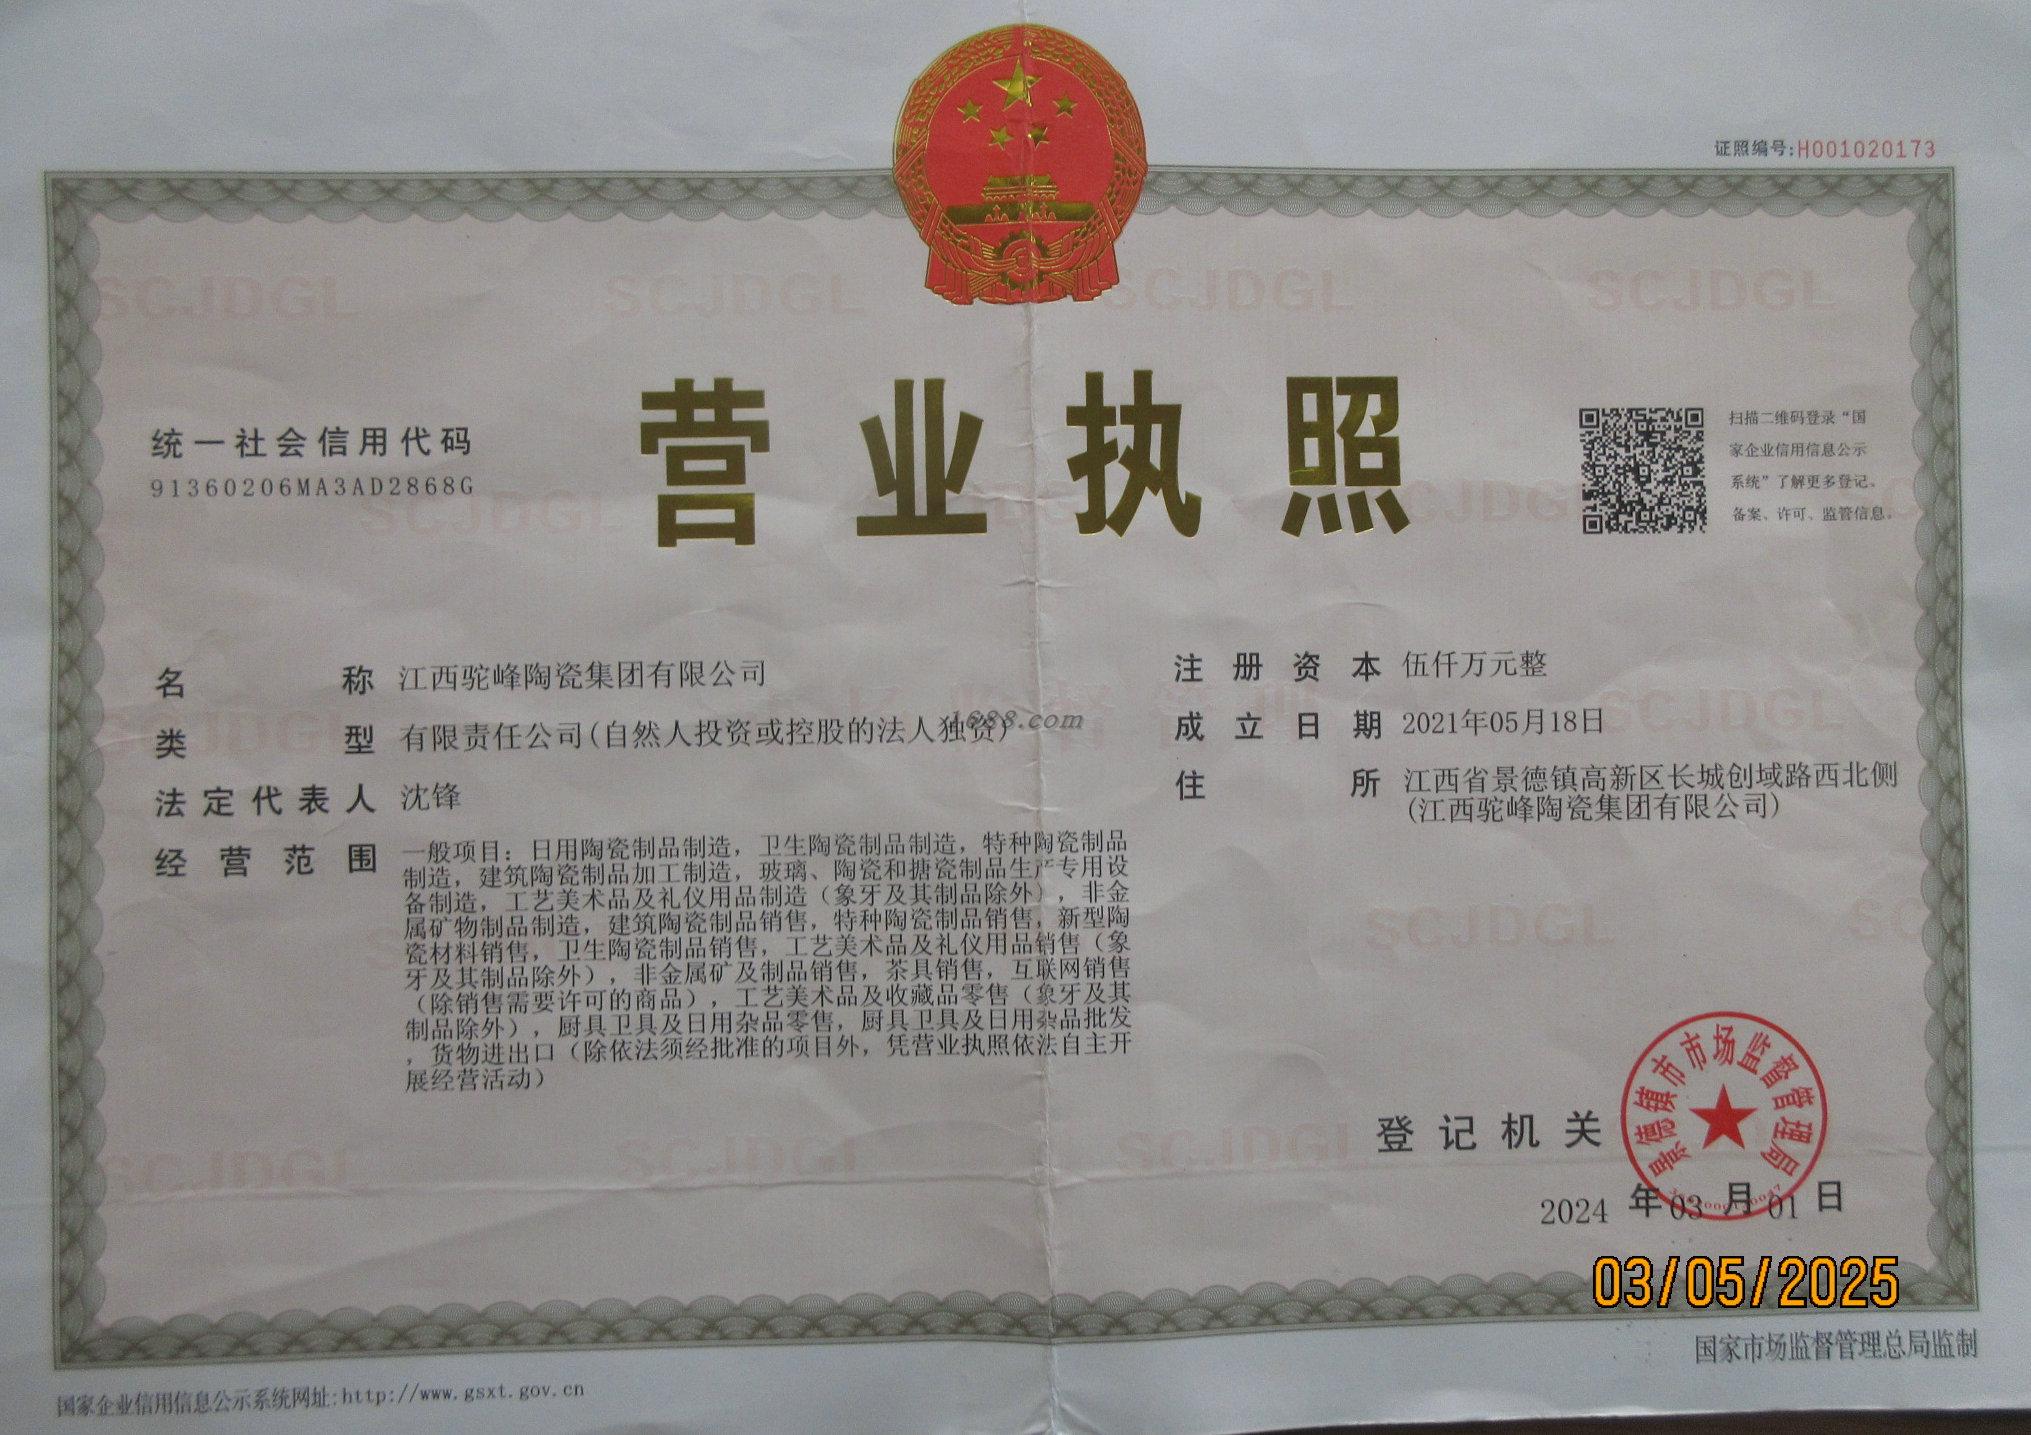 证照编号:H001020173
营业执照
统一社会信用代码
91360206MA3AD2868G
扫描二维码登录“国
家企业信用信息公示
系统”了解更多登记、
备案、许可、监管信息。
名称 江西驼峰陶瓷集团有限公司
类型 有限责任公司(自然人投资或控股的法人独资)
法定代表人 沈锋
经营范围 一般项目：日用陶瓷制品制造，卫生陶瓷制品制造，特种陶瓷制品
制造，建筑陶瓷制品加工制造，玻璃、陶瓷和搪瓷制品生产专用设
备制造，工艺美术品及礼仪用品制造（象牙及其制品除外），非金
属矿物制品制造，建筑陶瓷制品销售，特种陶瓷制品销售，新型陶
瓷材料销售，卫生陶瓷制品销售，工艺美术品及礼仪用品销售（象
牙及其制品除外），非金属矿及制品销售，茶具销售，互联网销售
（除销售需要许可的商品），工艺美术品及收藏品零售（象牙及其
制品除外），厨具卫具及日用杂品零售，厨具卫具及日用杂品批发
，货物进出口（除依法须经批准的项目外，凭营业执照依法自主开
展经营活动）
注册资本 伍仟万元整
成立日期 2021年05月18日
住所 江西省景德镇高新区长城创域路西北侧
(江西驼峰陶瓷集团有限公司)
1688.com
登记机关
景德镇市市场监督管理局
2024 年 03 月 01 日
03/05/2025
国家企业信用信息公示系统网址:http://www.gsxt.gov.cn
国家市场监督管理总局监制
SCJDGL